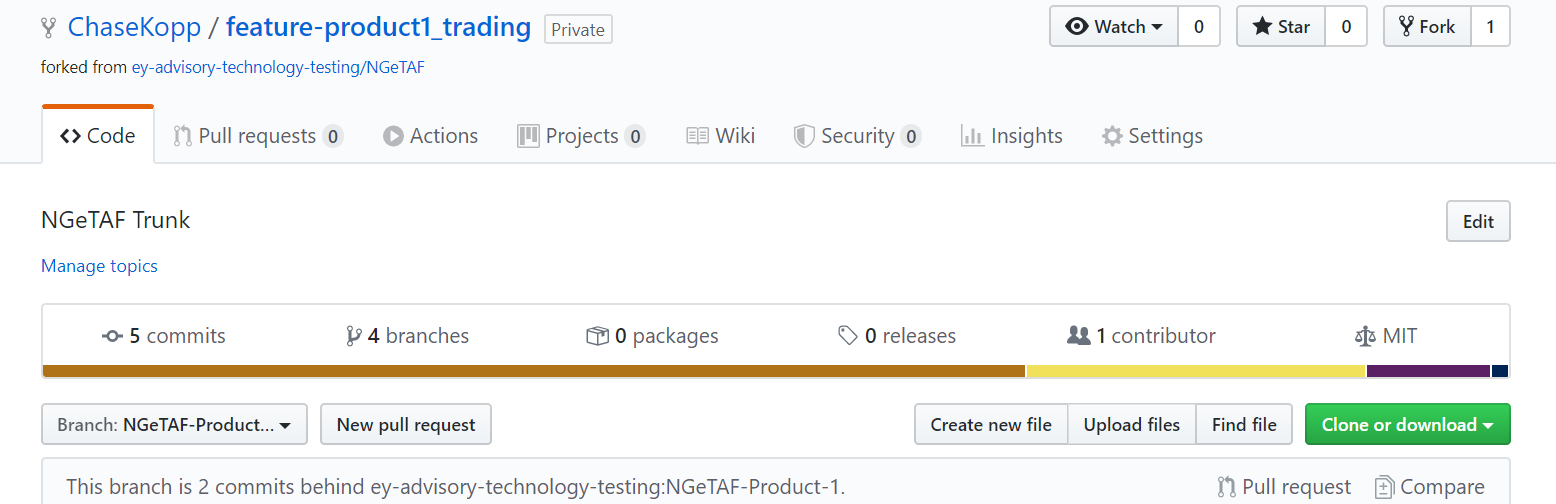 ChaseKopp / feature-product1_trading Private Watch 0 Star 0 Fork 1
forked from ey-advisory-technology-testing/NGeTAF
Code Pull requests 0 Actions Projects 0 Wiki Security 0 Insights Settings
NGeTAF Trunk Edit
Manage topics
5 commits 4 branches 0 packages 0 releases 1 contributor MIT
Branch: NGeTAF-Product... New pull request Create new file Upload files Find file Clone or download
This branch is 2 commits behind ey-advisory-technology-testing:NGeTAF-Product-1. Pull request Compare